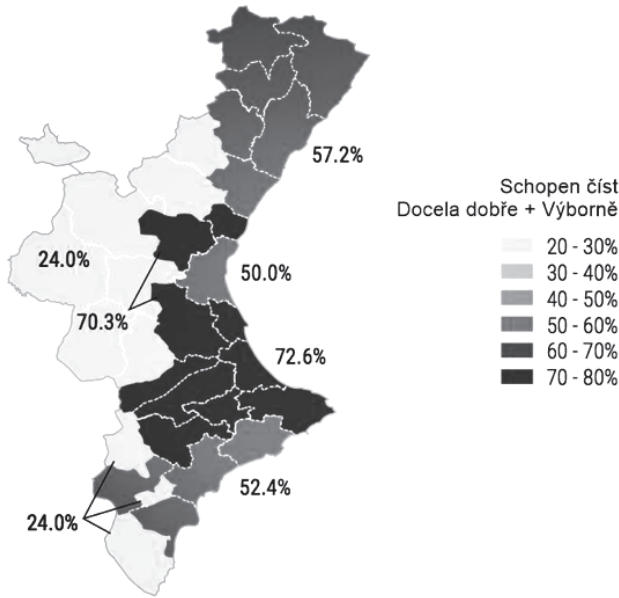 57.2%
Schopen číst
Docela dobře + Výborně
20 - 30%
30 - 40%
40 - 50%
50 - 60%
60 - 70%
70 - 80%
24.0%
50.0%
70.3%
72.6%
52.4%
24.0%